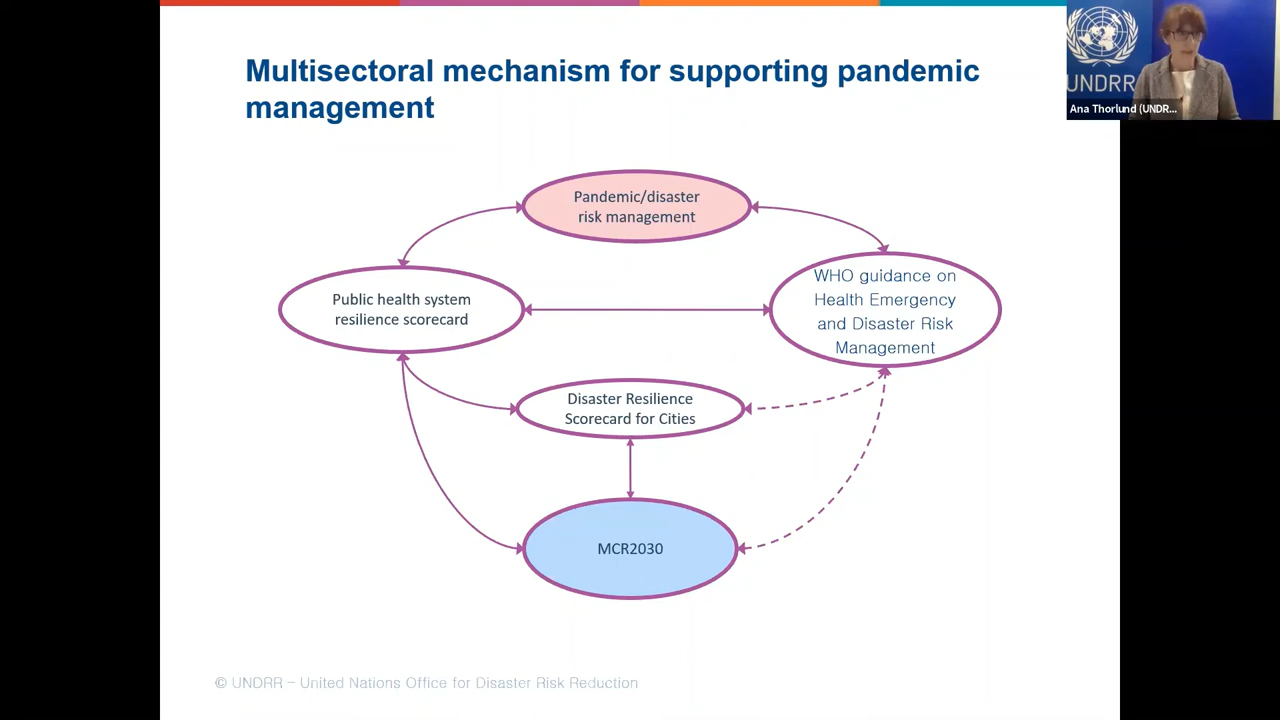 Multisectoral mechanism for supporting pandemic
management
UNDRR
Ana Thorlund (UNDR...
Pandemic/disaster
risk management
Public health system
resilience scorecard
WHO guidance on
Health Emergency
and Disaster Risk
Management
Disaster Resilience
Scorecard for Cities
MCR2030
© UNDRR – United Nations Office for Disaster Risk Reduction